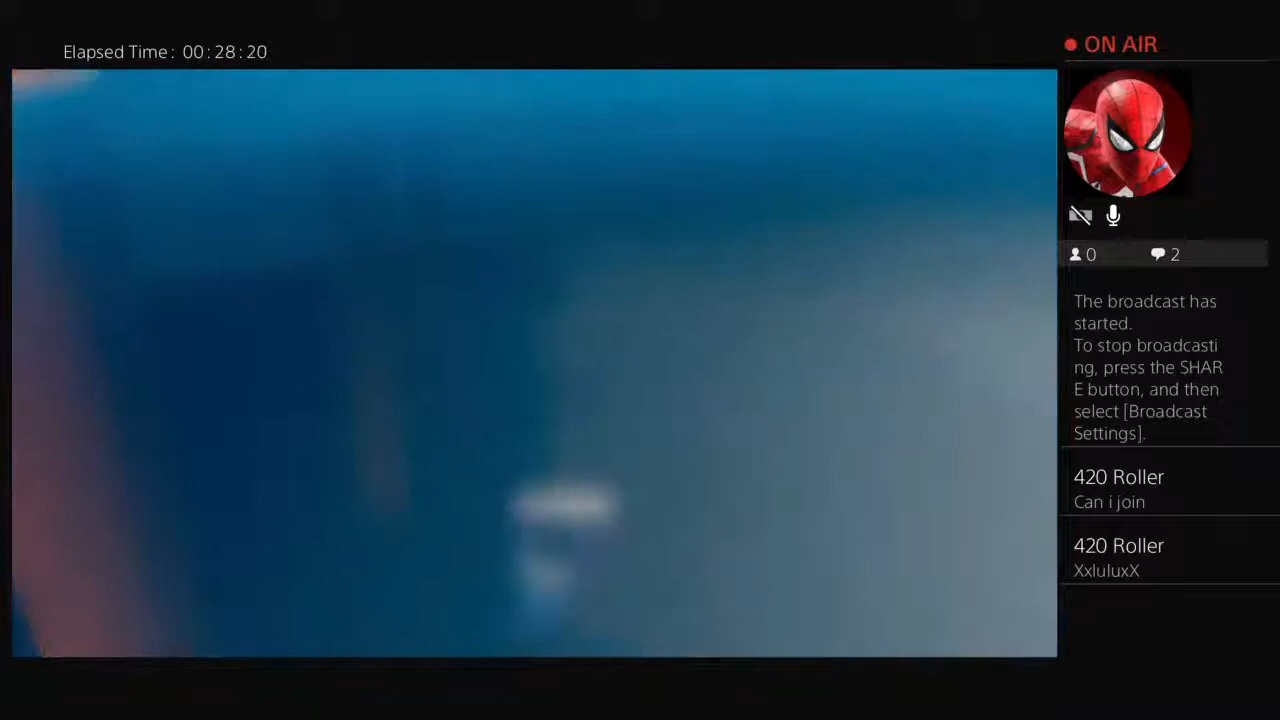 Elapsed Time: 00:28:20
ON AIR
0
2
The broadcast has
started.
To stop broadcasti
ng, press the SHAR
E button, and then
select [Broadcast
Settings].
420 Roller
Can i join
420 Roller
XxluluxX